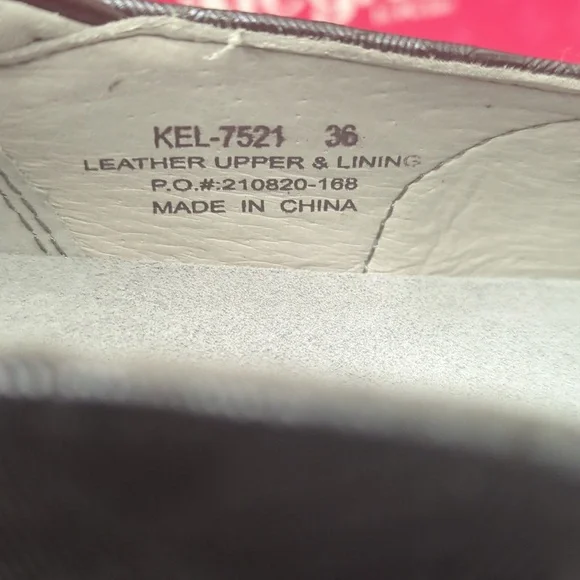 KEL-7521 36
LEATHER UPPER & LINING
P.O.#:210820-168
MADE IN CHINA